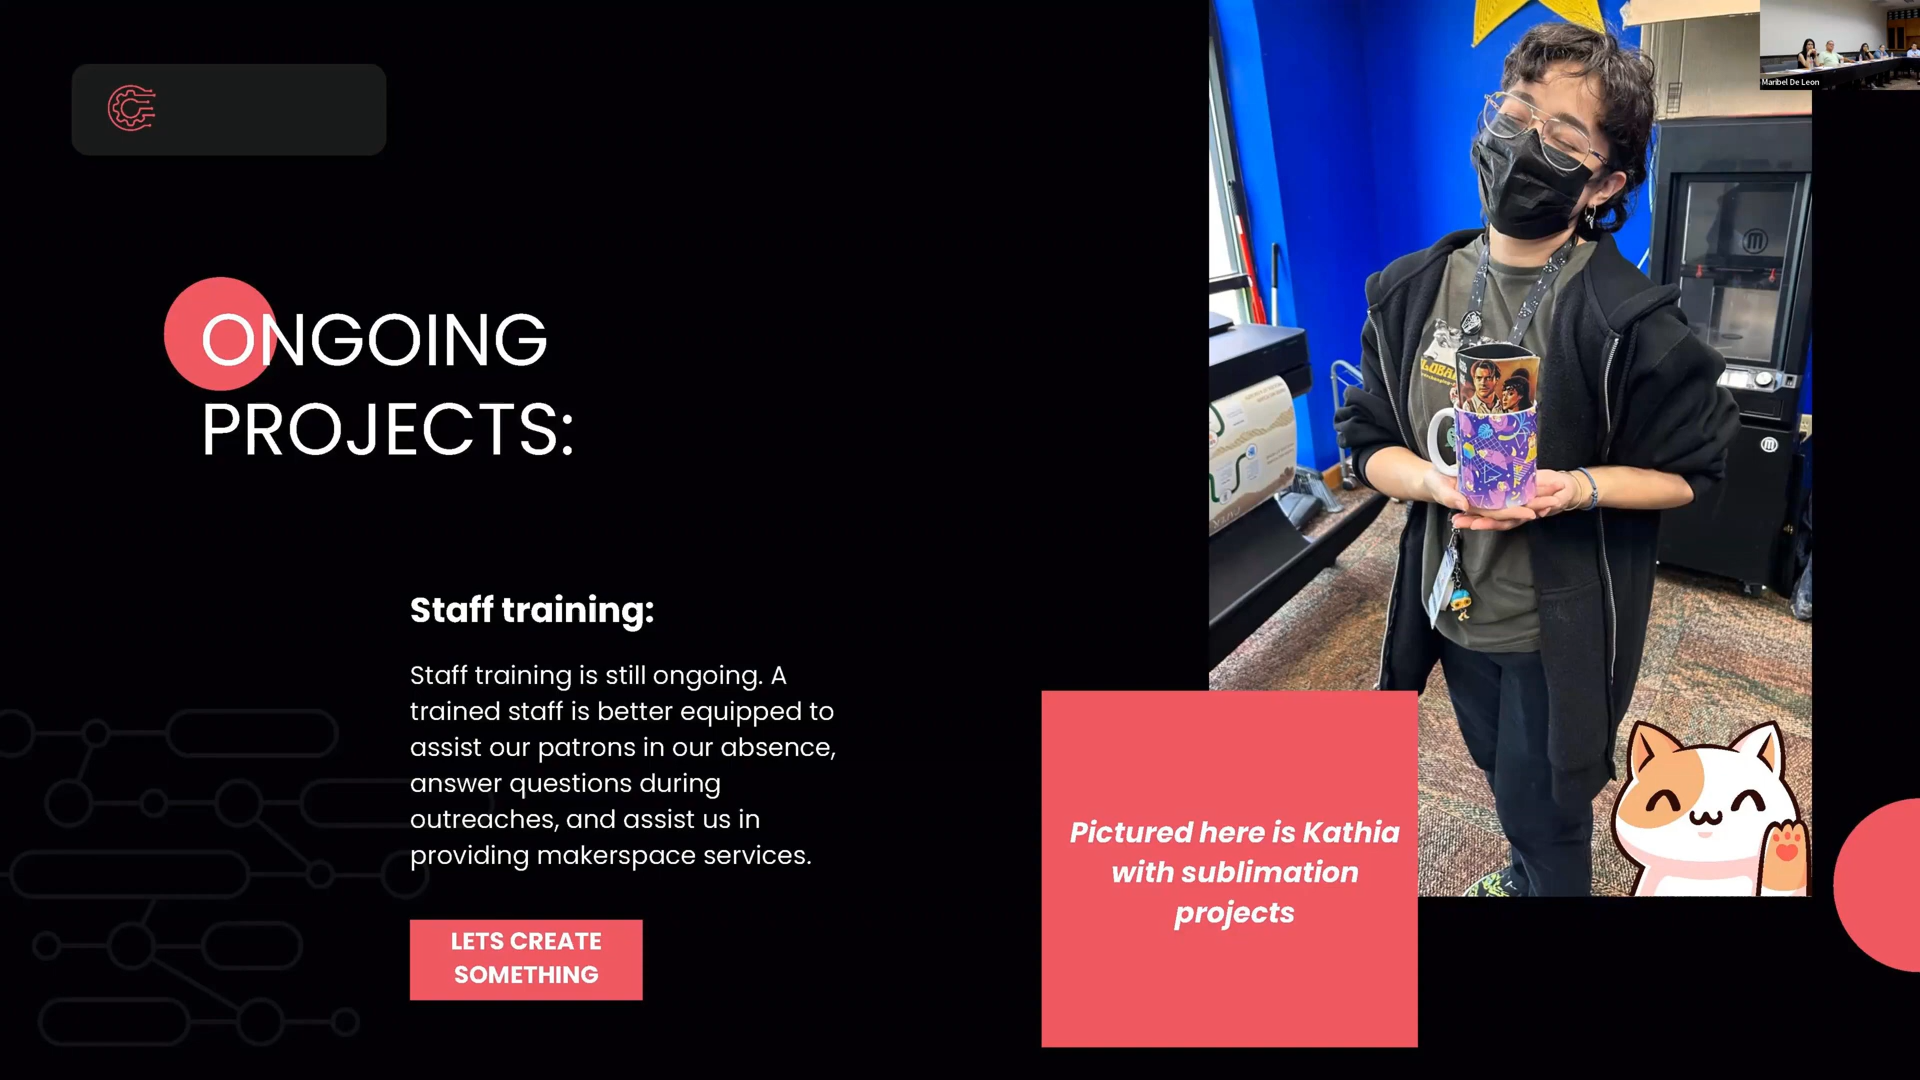 Maribel De Leon
ONGOING
PROJECTS:
Staff training:
Staff training is still ongoing. A
trained staff is better equipped to
assist our patrons in our absence,
answer questions during
outreaches, and assist us in
providing makerspace services.
LETS CREATE
SOMETHING
Pictured here is Kathia
with sublimation
projects